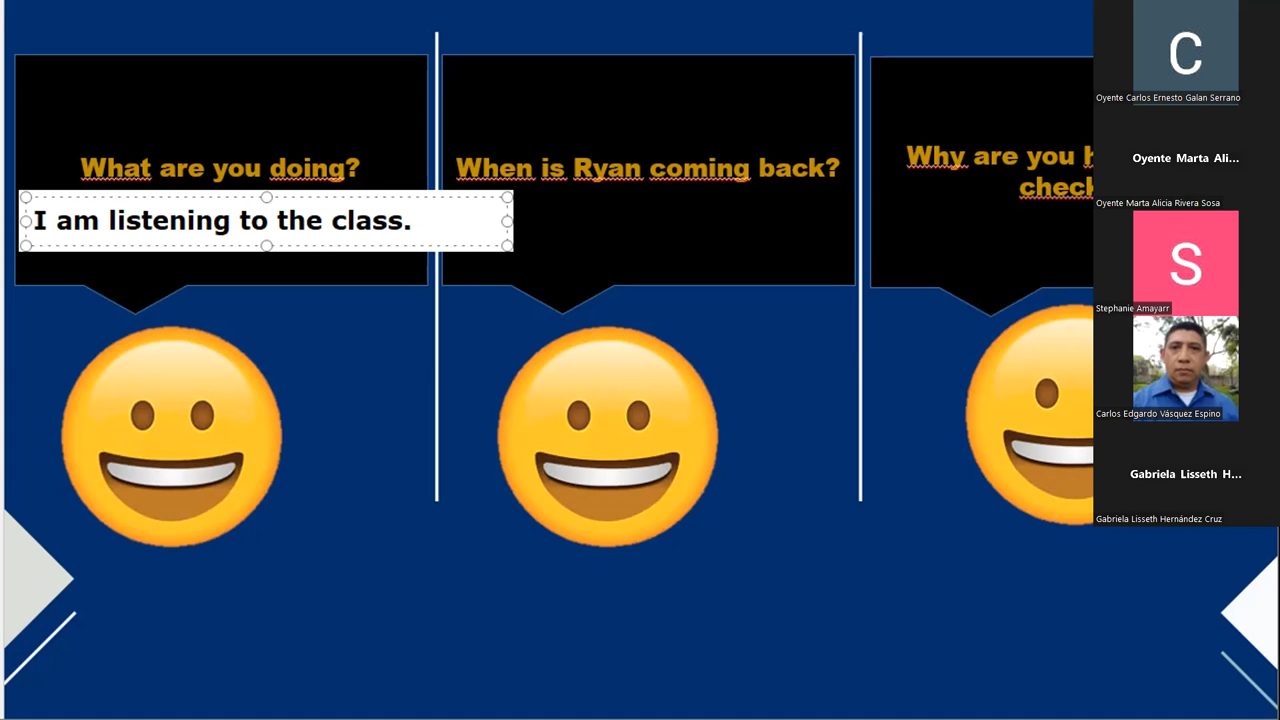 What are you doing?
I am listening to the class.
When is Ryan coming back?
Why are you
check
C
Oyente Carlos Ernesto Galan Serrano
Oyente Marta Ali...
Oyente Marta Alicia Rivera Sosa
S
Stephanie Amayarr
Carlos Edgardo Vásquez Espino
Gabriela Lisseth H...
Gabriela Lisseth Hernández Cruz